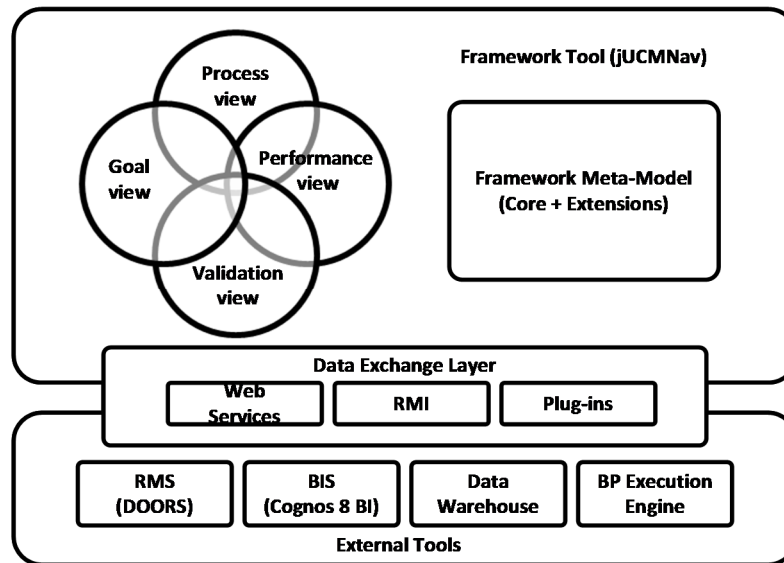 Framework Tool (jUCMNav)
Process
view
Goal
view
Performance
view
Validation
view
Framework Meta-Model
(Core + Extensions)
Data Exchange Layer
Web
Services
RMI
Plug-ins
RMS
(DOORS)
BIS
(Cognos 8 BI)
Data
Warehouse
BP Execution
Engine
External Tools